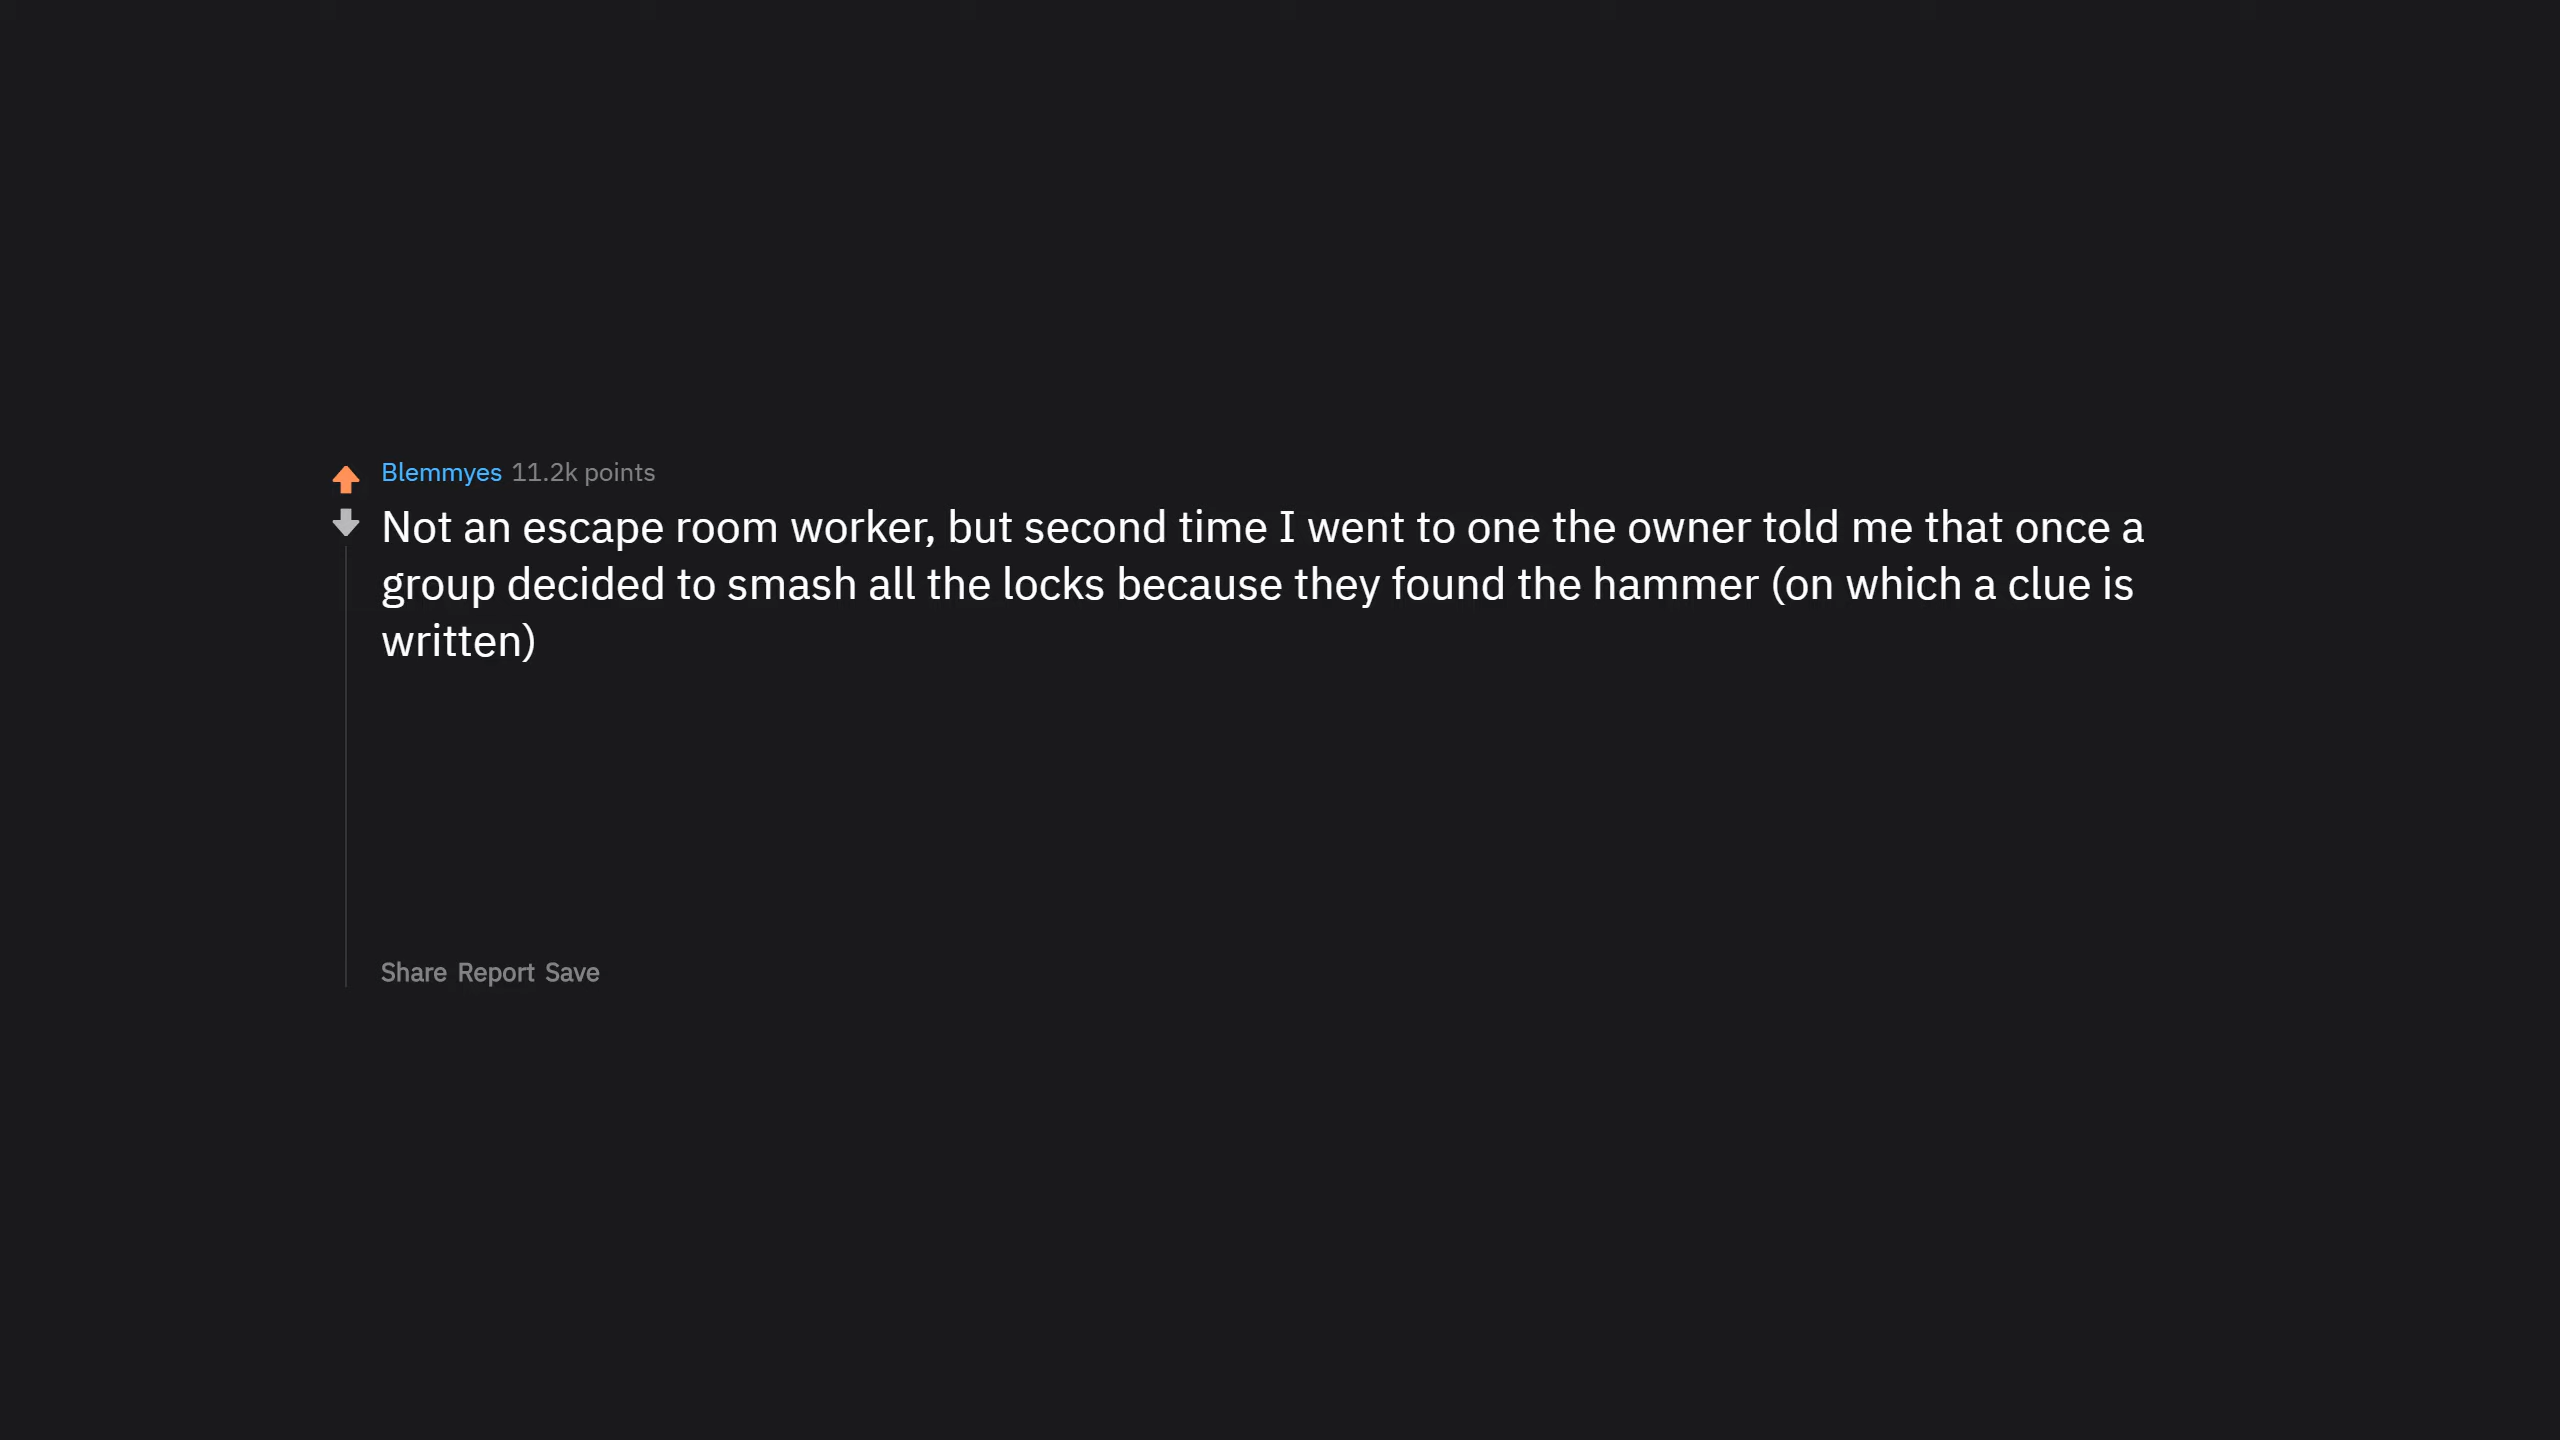 Blemmyes 11.2k points
Not an escape room worker, but second time I went to one the owner told me that once a
group decided to smash all the locks because they found the hammer (on which a clue is
written)
Share Report Save